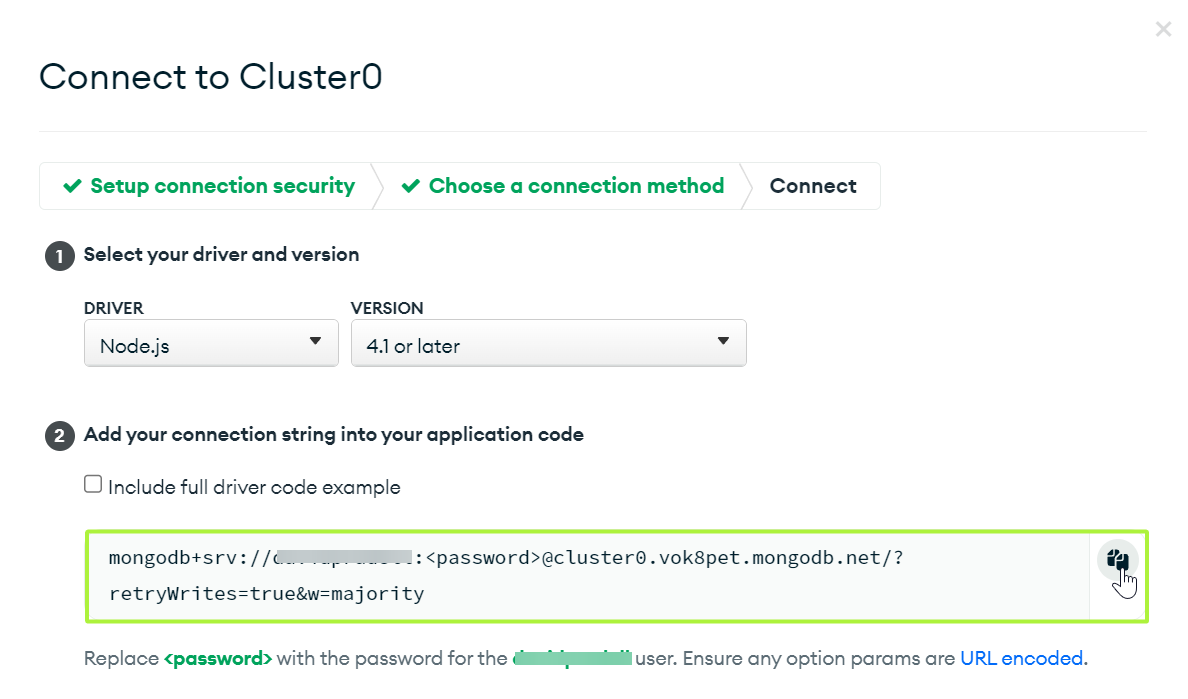 Connect to Cluster0
Setup connection security
Choose a connection method
Connect
1 Select your driver and version
DRIVER
VERSION
Node.js
4.1 or later
2 Add your connection string into your application code
Include full driver code example
mongodb+srv://:<password>@cluster0.vok8pet.mongodb.net/?
retryWrites=true&w=majority
Replace <password> with the password for the user. Ensure any option params are URL encoded.